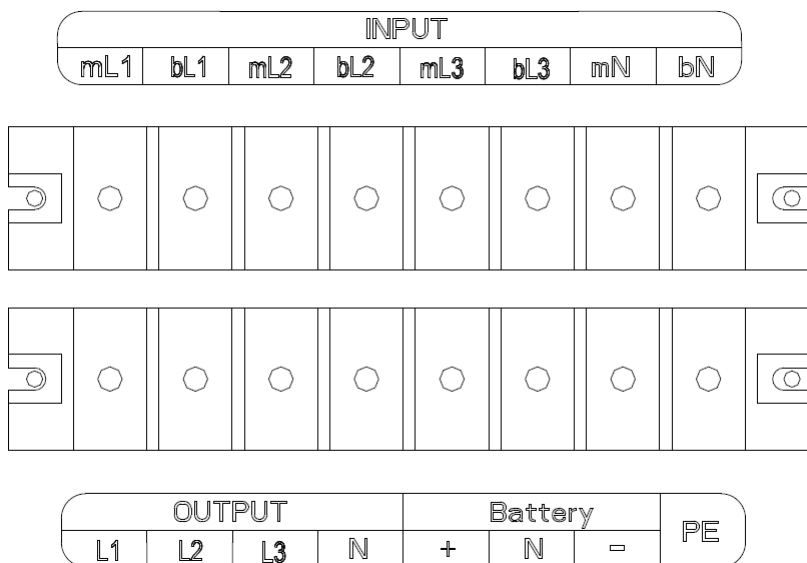 INPUT
mL1 bL1 mL2 bL2 mL3 bL3 mN bN
OUTPUT Battery PE
L1 L2 L3 N + N -